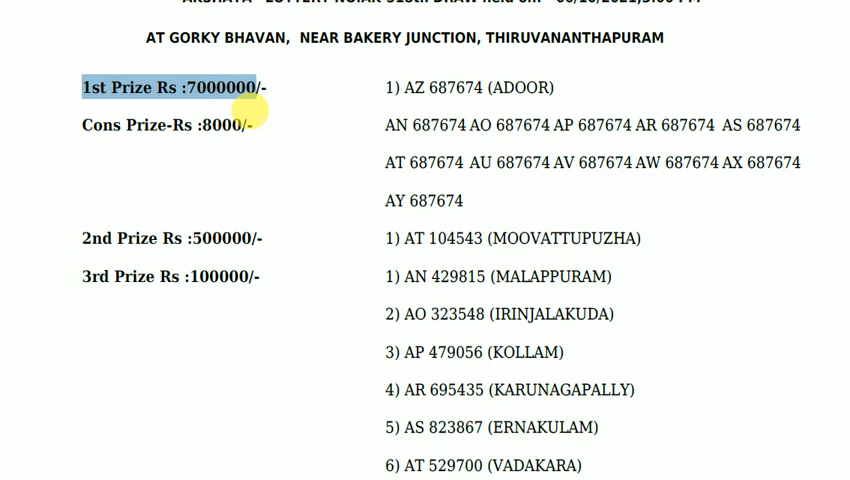 AT GORKY BHAVAN, NEAR BAKERY JUNCTION, THIRUVANANTHAPURAM
1st Prize Rs :7000000/- 1) AZ 687674 (ADOOR)
Cons Prize-Rs :8000/- AN 687674 AO 687674 AP 687674 AR 687674 AS 687674
AT 687674 AU 687674 AV 687674 AW 687674 AX 687674
AY 687674
2nd Prize Rs :500000/- 1) AT 104543 (MOOVATTUPUZHA)
3rd Prize Rs :100000/- 1) AN 429815 (MALAPPURAM)
2) AO 323548 (IRINJALAKUDA)
3) AP 479056 (KOLLAM)
4) AR 695435 (KARUNAGAPALLY)
5) AS 823867 (ERNAKULAM)
6) AT 529700 (VADAKARA)